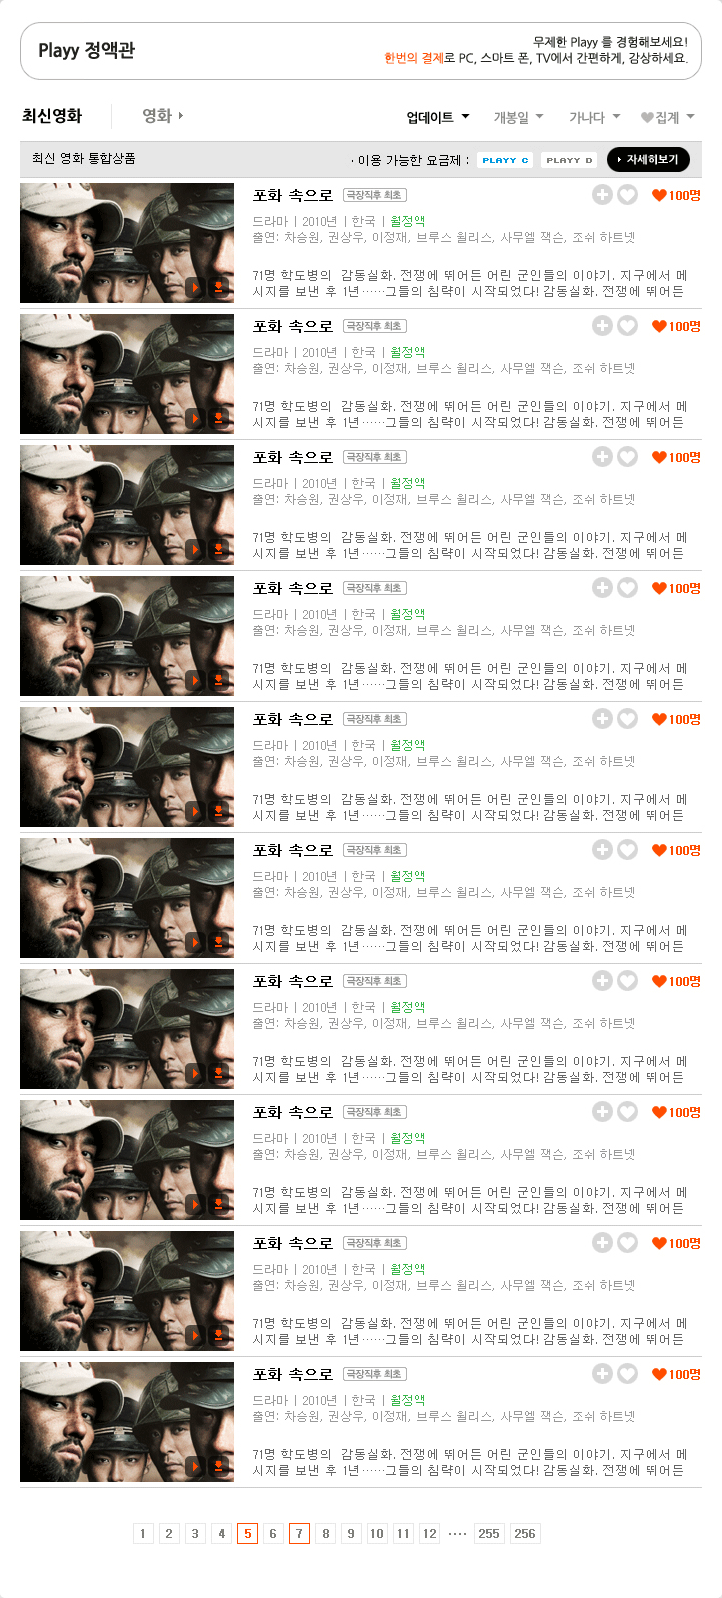 Playy 정액관
무제한 Playy 를 경험해보세요!
한번의 결제로 PC, 스마트 폰, TV에서 간편하게, 감상하세요.
최신영화 영화 업데이트 개봉일 가나다 집계
최신 영화 통합상품 · 이용 가능한 요금제 : PLAYY C PLAYY D 자세히보기
포화 속으로 극장직후 최초 100명
드라마 | 2010년 | 한국 | 월정액
출연: 차승원, 권상우, 이정재, 브루스 윌리스, 사무엘 잭슨, 조쉬 하트넷
71명 학도병의 감동실화. 전쟁에 뛰어든 어린 군인들의 이야기. 지구에서 메
시지를 보낸 후 1년……그들의 침략이 시작되었다! 감동실화. 전쟁에 뛰어든
포화 속으로 극장직후 최초 100명
드라마 | 2010년 | 한국 | 월정액
출연: 차승원, 권상우, 이정재, 브루스 윌리스, 사무엘 잭슨, 조쉬 하트넷
71명 학도병의 감동실화. 전쟁에 뛰어든 어린 군인들의 이야기. 지구에서 메
시지를 보낸 후 1년……그들의 침략이 시작되었다! 감동실화. 전쟁에 뛰어든
포화 속으로 극장직후 최초 100명
드라마 | 2010년 | 한국 | 월정액
출연: 차승원, 권상우, 이정재, 브루스 윌리스, 사무엘 잭슨, 조쉬 하트넷
71명 학도병의 감동실화. 전쟁에 뛰어든 어린 군인들의 이야기. 지구에서 메
시지를 보낸 후 1년……그들의 침략이 시작되었다! 감동실화. 전쟁에 뛰어든
포화 속으로 극장직후 최초 100명
드라마 | 2010년 | 한국 | 월정액
출연: 차승원, 권상우, 이정재, 브루스 윌리스, 사무엘 잭슨, 조쉬 하트넷
71명 학도병의 감동실화. 전쟁에 뛰어든 어린 군인들의 이야기. 지구에서 메
시지를 보낸 후 1년……그들의 침략이 시작되었다! 감동실화. 전쟁에 뛰어든
포화 속으로 극장직후 최초 100명
드라마 | 2010년 | 한국 | 월정액
출연: 차승원, 권상우, 이정재, 브루스 윌리스, 사무엘 잭슨, 조쉬 하트넷
71명 학도병의 감동실화. 전쟁에 뛰어든 어린 군인들의 이야기. 지구에서 메
시지를 보낸 후 1년……그들의 침략이 시작되었다! 감동실화. 전쟁에 뛰어든
포화 속으로 극장직후 최초 100명
드라마 | 2010년 | 한국 | 월정액
출연: 차승원, 권상우, 이정재, 브루스 윌리스, 사무엘 잭슨, 조쉬 하트넷
71명 학도병의 감동실화. 전쟁에 뛰어든 어린 군인들의 이야기. 지구에서 메
시지를 보낸 후 1년……그들의 침략이 시작되었다! 감동실화. 전쟁에 뛰어든
포화 속으로 극장직후 최초 100명
드라마 | 2010년 | 한국 | 월정액
출연: 차승원, 권상우, 이정재, 브루스 윌리스, 사무엘 잭슨, 조쉬 하트넷
71명 학도병의 감동실화. 전쟁에 뛰어든 어린 군인들의 이야기. 지구에서 메
시지를 보낸 후 1년……그들의 침략이 시작되었다! 감동실화. 전쟁에 뛰어든
포화 속으로 극장직후 최초 100명
드라마 | 2010년 | 한국 | 월정액
출연: 차승원, 권상우, 이정재, 브루스 윌리스, 사무엘 잭슨, 조쉬 하트넷
71명 학도병의 감동실화. 전쟁에 뛰어든 어린 군인들의 이야기. 지구에서 메
시지를 보낸 후 1년……그들의 침략이 시작되었다! 감동실화. 전쟁에 뛰어든
포화 속으로 극장직후 최초 100명
드라마 | 2010년 | 한국 | 월정액
출연: 차승원, 권상우, 이정재, 브루스 윌리스, 사무엘 잭슨, 조쉬 하트넷
71명 학도병의 감동실화. 전쟁에 뛰어든 어린 군인들의 이야기. 지구에서 메
시지를 보낸 후 1년……그들의 침략이 시작되었다! 감동실화. 전쟁에 뛰어든
포화 속으로 극장직후 최초 100명
드라마 | 2010년 | 한국 | 월정액
출연: 차승원, 권상우, 이정재, 브루스 윌리스, 사무엘 잭슨, 조쉬 하트넷
71명 학도병의 감동실화. 전쟁에 뛰어든 어린 군인들의 이야기. 지구에서 메
시지를 보낸 후 1년……그들의 침략이 시작되었다! 감동실화. 전쟁에 뛰어든
1 2 3 4 5 6 7 8 9 10 11 12 ···· 255 256